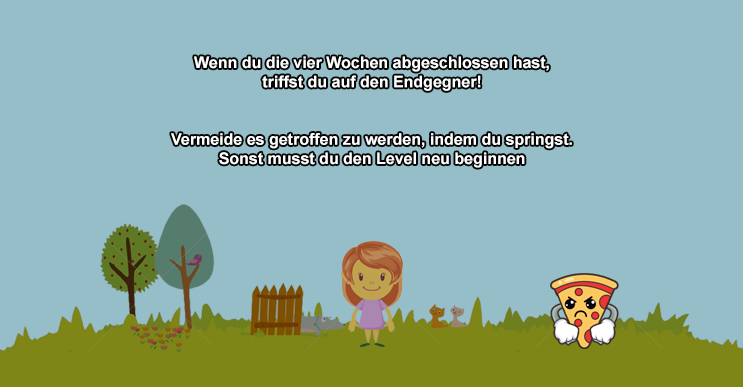 Wenn du die vier Wochen abgeschlossen hast,
triffst du auf den Endgegner!
Vermeide es getroffen zu werden, indem du springst.
Sonst musst du den Level neu beginnen